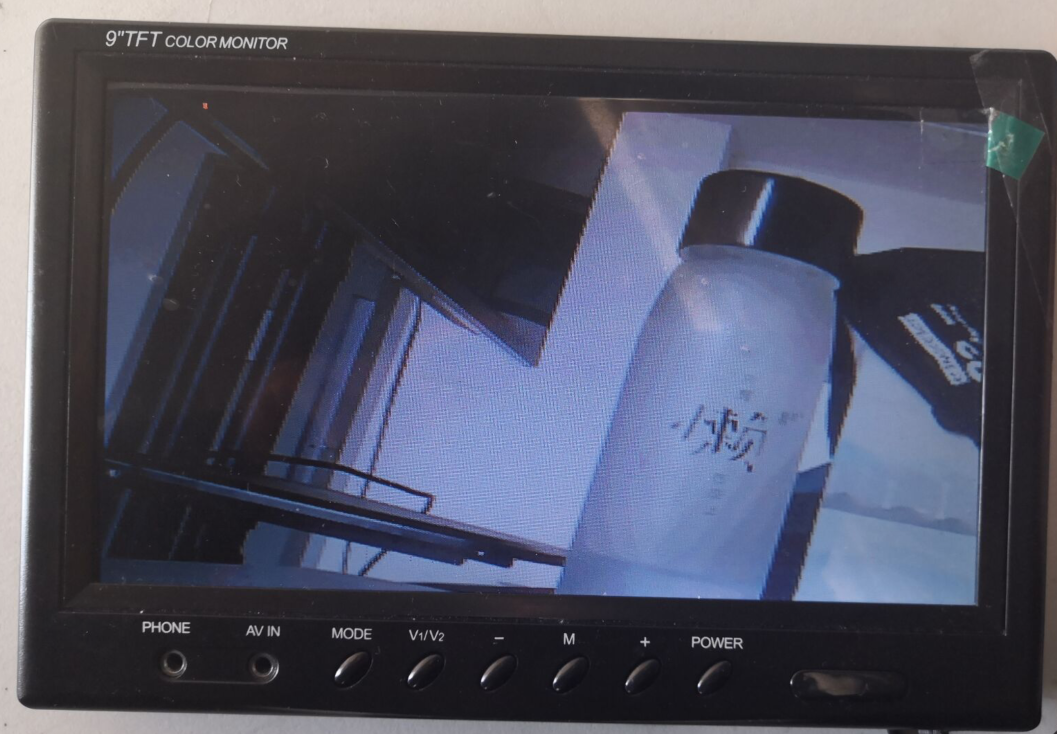 9"TFT COLOR MONITOR
懒
PHONE
AV IN
MODE
V1/V2
−
M
+
POWER